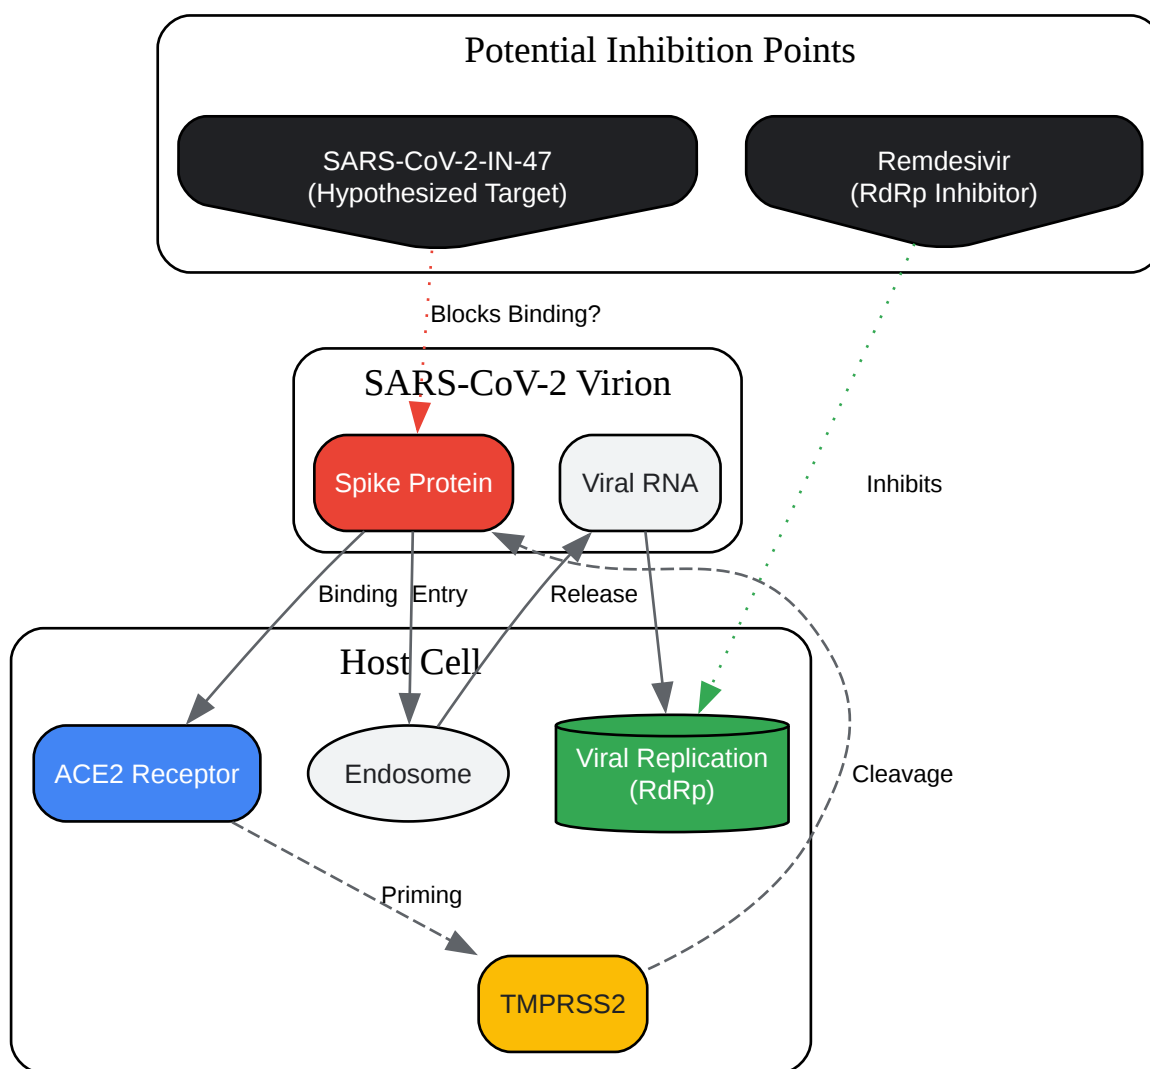 Potential Inhibition Points
SARS-CoV-2-IN-47
(Hypothesized Target)
Remdesivir
(RdRp Inhibitor)
Blocks Binding?
SARS-CoV-2 Virion
Spike Protein
Viral RNA
Inhibits
Binding
Entry
Release
Host Cell
ACE2 Receptor
Endosome
Viral Replication
(RdRp)
Cleavage
Priming
TMPRSS2